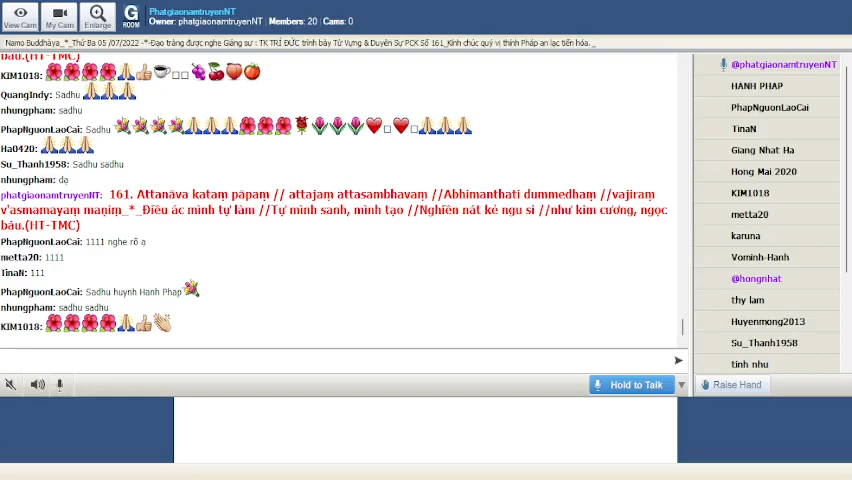 View Cam
My Cam
Enlarge
G
ROOM
PhatgiaonamtruyenNT
Owner: phatgiaonamtruyenNT | Members: 20 | Cams: 0
Namo Buddhàya_*_Thứ Ba 05 /07/2022 -*-Đạo tràng được nghe Giảng sư : TK TRÍ ĐỨC trình bày Từ Vựng & Duyên Sự PCK Số 161_Kính chúc quý vị thính Pháp an lạc tiến hóa. _
báu.(HT-TMC)
KIM1018:
QuangIndy: Sadhu
nhungpham: sadhu
PhapNguonLaoCai: Sadhu
Ha0420:
Su_Thanh1958: Sadhu sadhu
nhungpham: dạ
phatgiaonamtruyenNT: 161. Attanāva kataṃ pāpaṃ // attajaṃ attasambhavaṃ //Abhimanthati dummedhaṃ //vajiraṃ
v'asmamayaṃ maṇiṃ_*_Điều ác mình tự làm //Tự mình sanh, mình tạo //Nghiền nát kẻ ngu si //như kim cương, ngọc
báu.(HT-TMC)
PhapNguonLaoCai: 1111 nghe rõ ạ
metta20: 1111
TinaN: 111
PhapNguonLaoCai: Sadhu huynh Hanh Phap
nhungpham: sadhu sadhu
KIM1018:
Hold to Talk
@phatgiaonamtruyenNT
HẠNH PHAP
PhapNguonLaoCai
TinaN
Giang Nhat Ha
Hong Mai 2020
KIM1018
metta20
karuna
Vominh-Hanh
@hongnhat
thy lam
Huyenmong2013
Su_Thanh1958
tinh nhu
Raise Hand